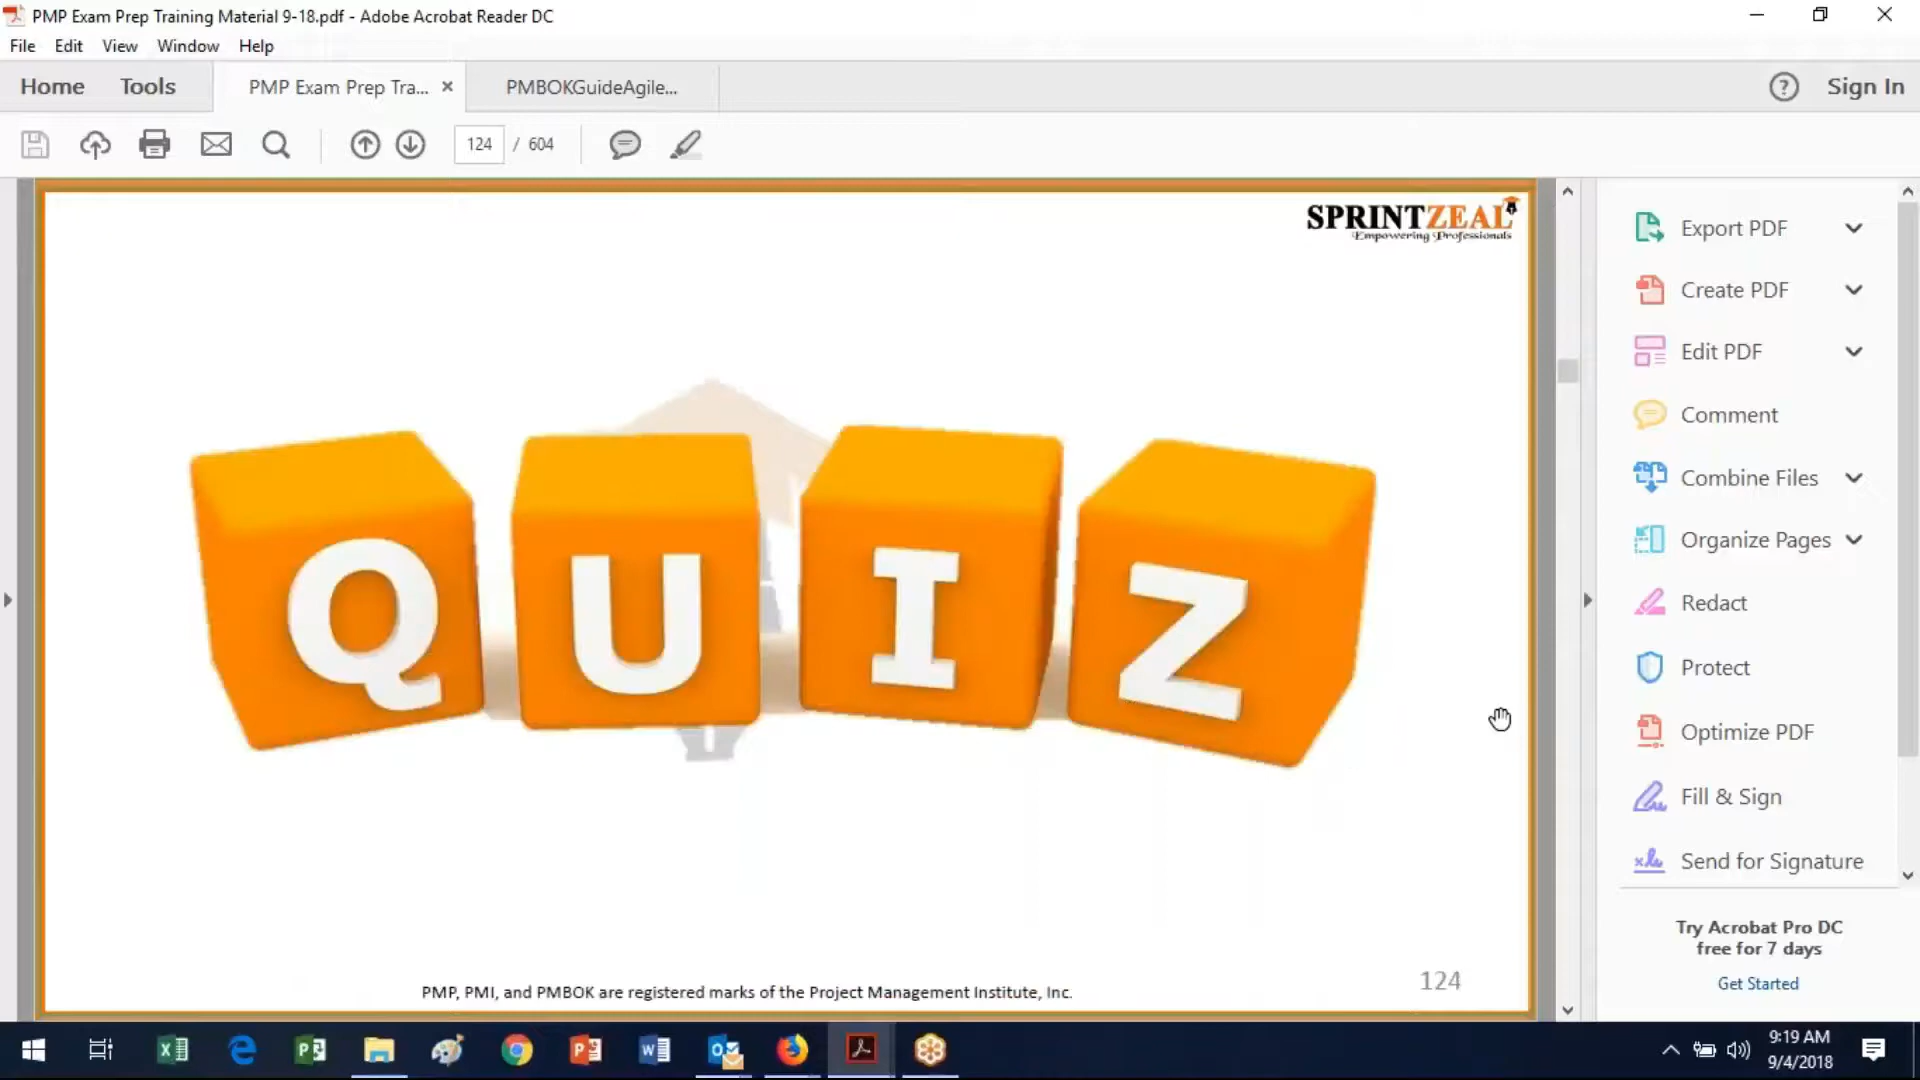 PMP Exam Prep Training Material 9-18.pdf - Adobe Acrobat Reader DC
File Edit View Window Help
Home Tools PMP Exam Prep Tra... × PMBOKGuideAgile... ? Sign In
124 / 604
SPRINTZEAL
Empowering Professionals
QUIZ
PMP, PMI, and PMBOK are registered marks of the Project Management Institute, Inc.
124
Export PDF
Create PDF
Edit PDF
Comment
Combine Files
Organize Pages
Redact
Protect
Optimize PDF
Fill & Sign
Send for Signature
Try Acrobat Pro DC
free for 7 days
Get Started
9:19 AM
9/4/2018